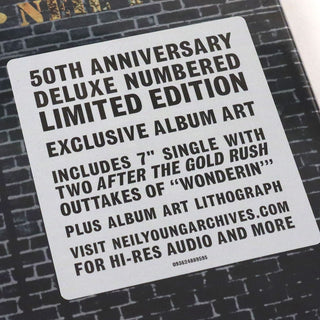 50TH ANNIVERSARY
DELUXE NUMBERED
LIMITED EDITION
EXCLUSIVE ALBUM ART
INCLUDES 7" SINGLE WITH
TWO AFTER THE GOLD RUSH
OUTTAKES OF “WONDERIN’”
PLUS ALBUM ART LITHOGRAPH
VISIT NEILYOUNGARCHIVES.COM
FOR HI-RES AUDIO AND MORE